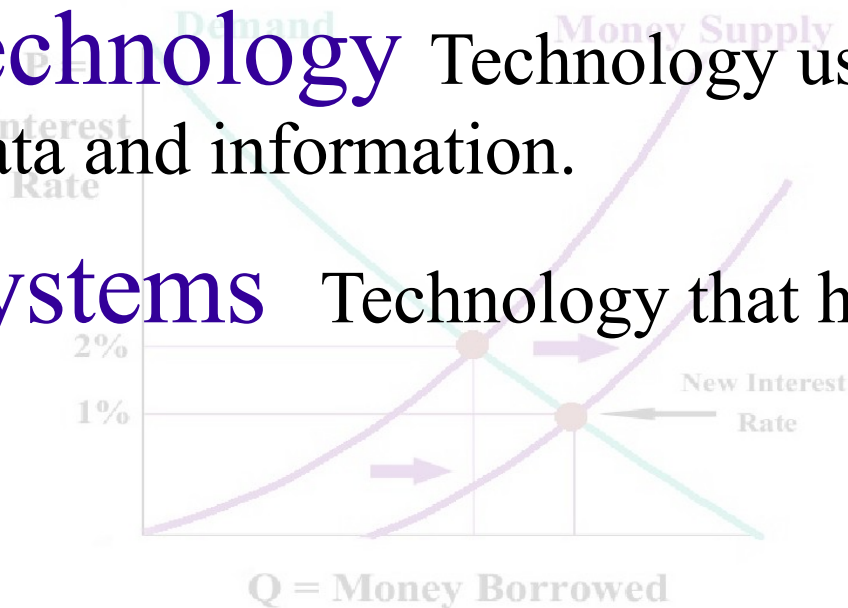 Demand Money Supply
echnology Technology us
P =
nterest
ata and information.
Rate
ystems Technology that h
2%
New Interest
1%
Rate
Q = Money Borrowed